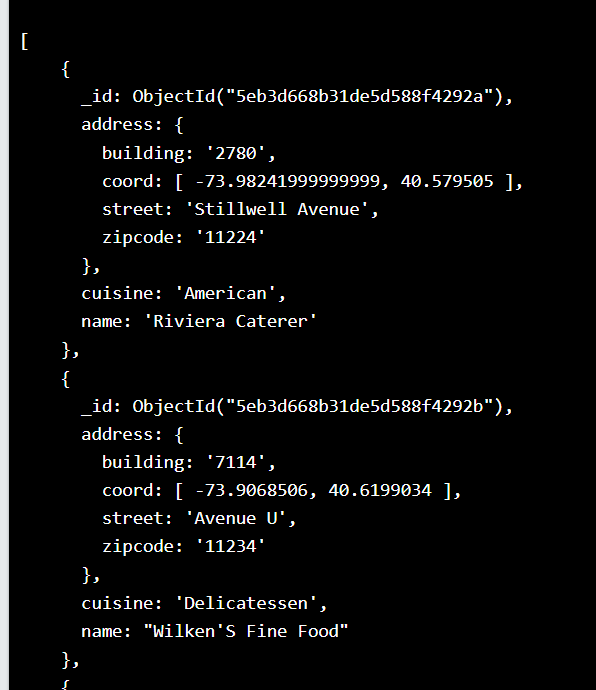 [
{
_id: ObjectId("5eb3d668b31de5d588f4292a"),
address: {
building: '2780',
coord: [ -73.98241999999999, 40.579505 ],
street: 'Stillwell Avenue',
zipcode: '11224'
},
cuisine: 'American',
name: 'Riviera Caterer'
},
{
_id: ObjectId("5eb3d668b31de5d588f4292b"),
address: {
building: '7114',
coord: [ -73.9068506, 40.6199034 ],
street: 'Avenue U',
zipcode: '11234'
},
cuisine: 'Delicatessen',
name: "Wilken'S Fine Food"
},
{